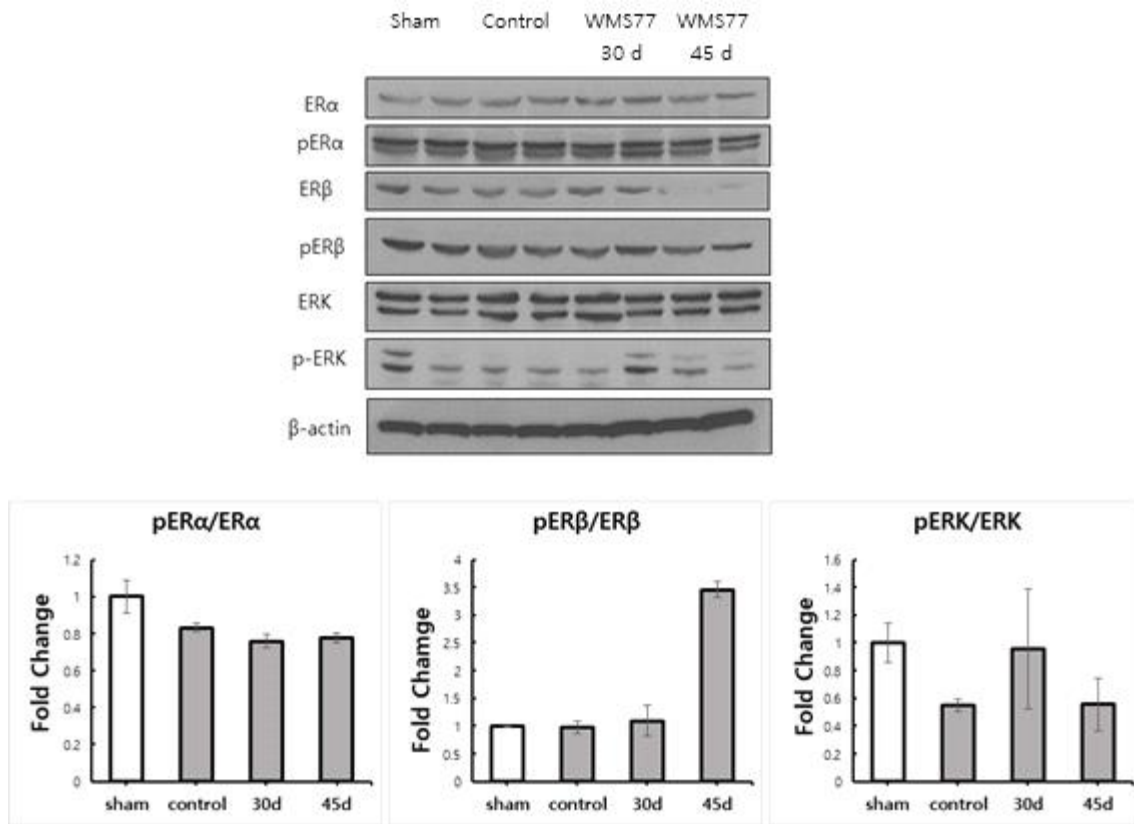 Sham Control WMS77 WMS77
30 d 45 d
ERα
pERα
ERβ
pERβ
ERK
p-ERK
β-actin
pERα/ERα
Fold Change
1.2
1
0.8
0.6
0.4
0.2
0
sham control 30d 45d
pERβ/ERβ
Fold Chamge
4
3.5
3
2.5
2
1.5
1
0.5
0
sham control 30d 45d
pERK/ERK
Fold Change
1.6
1.4
1.2
1
0.8
0.6
0.4
0.2
0
sham control 30d 45d